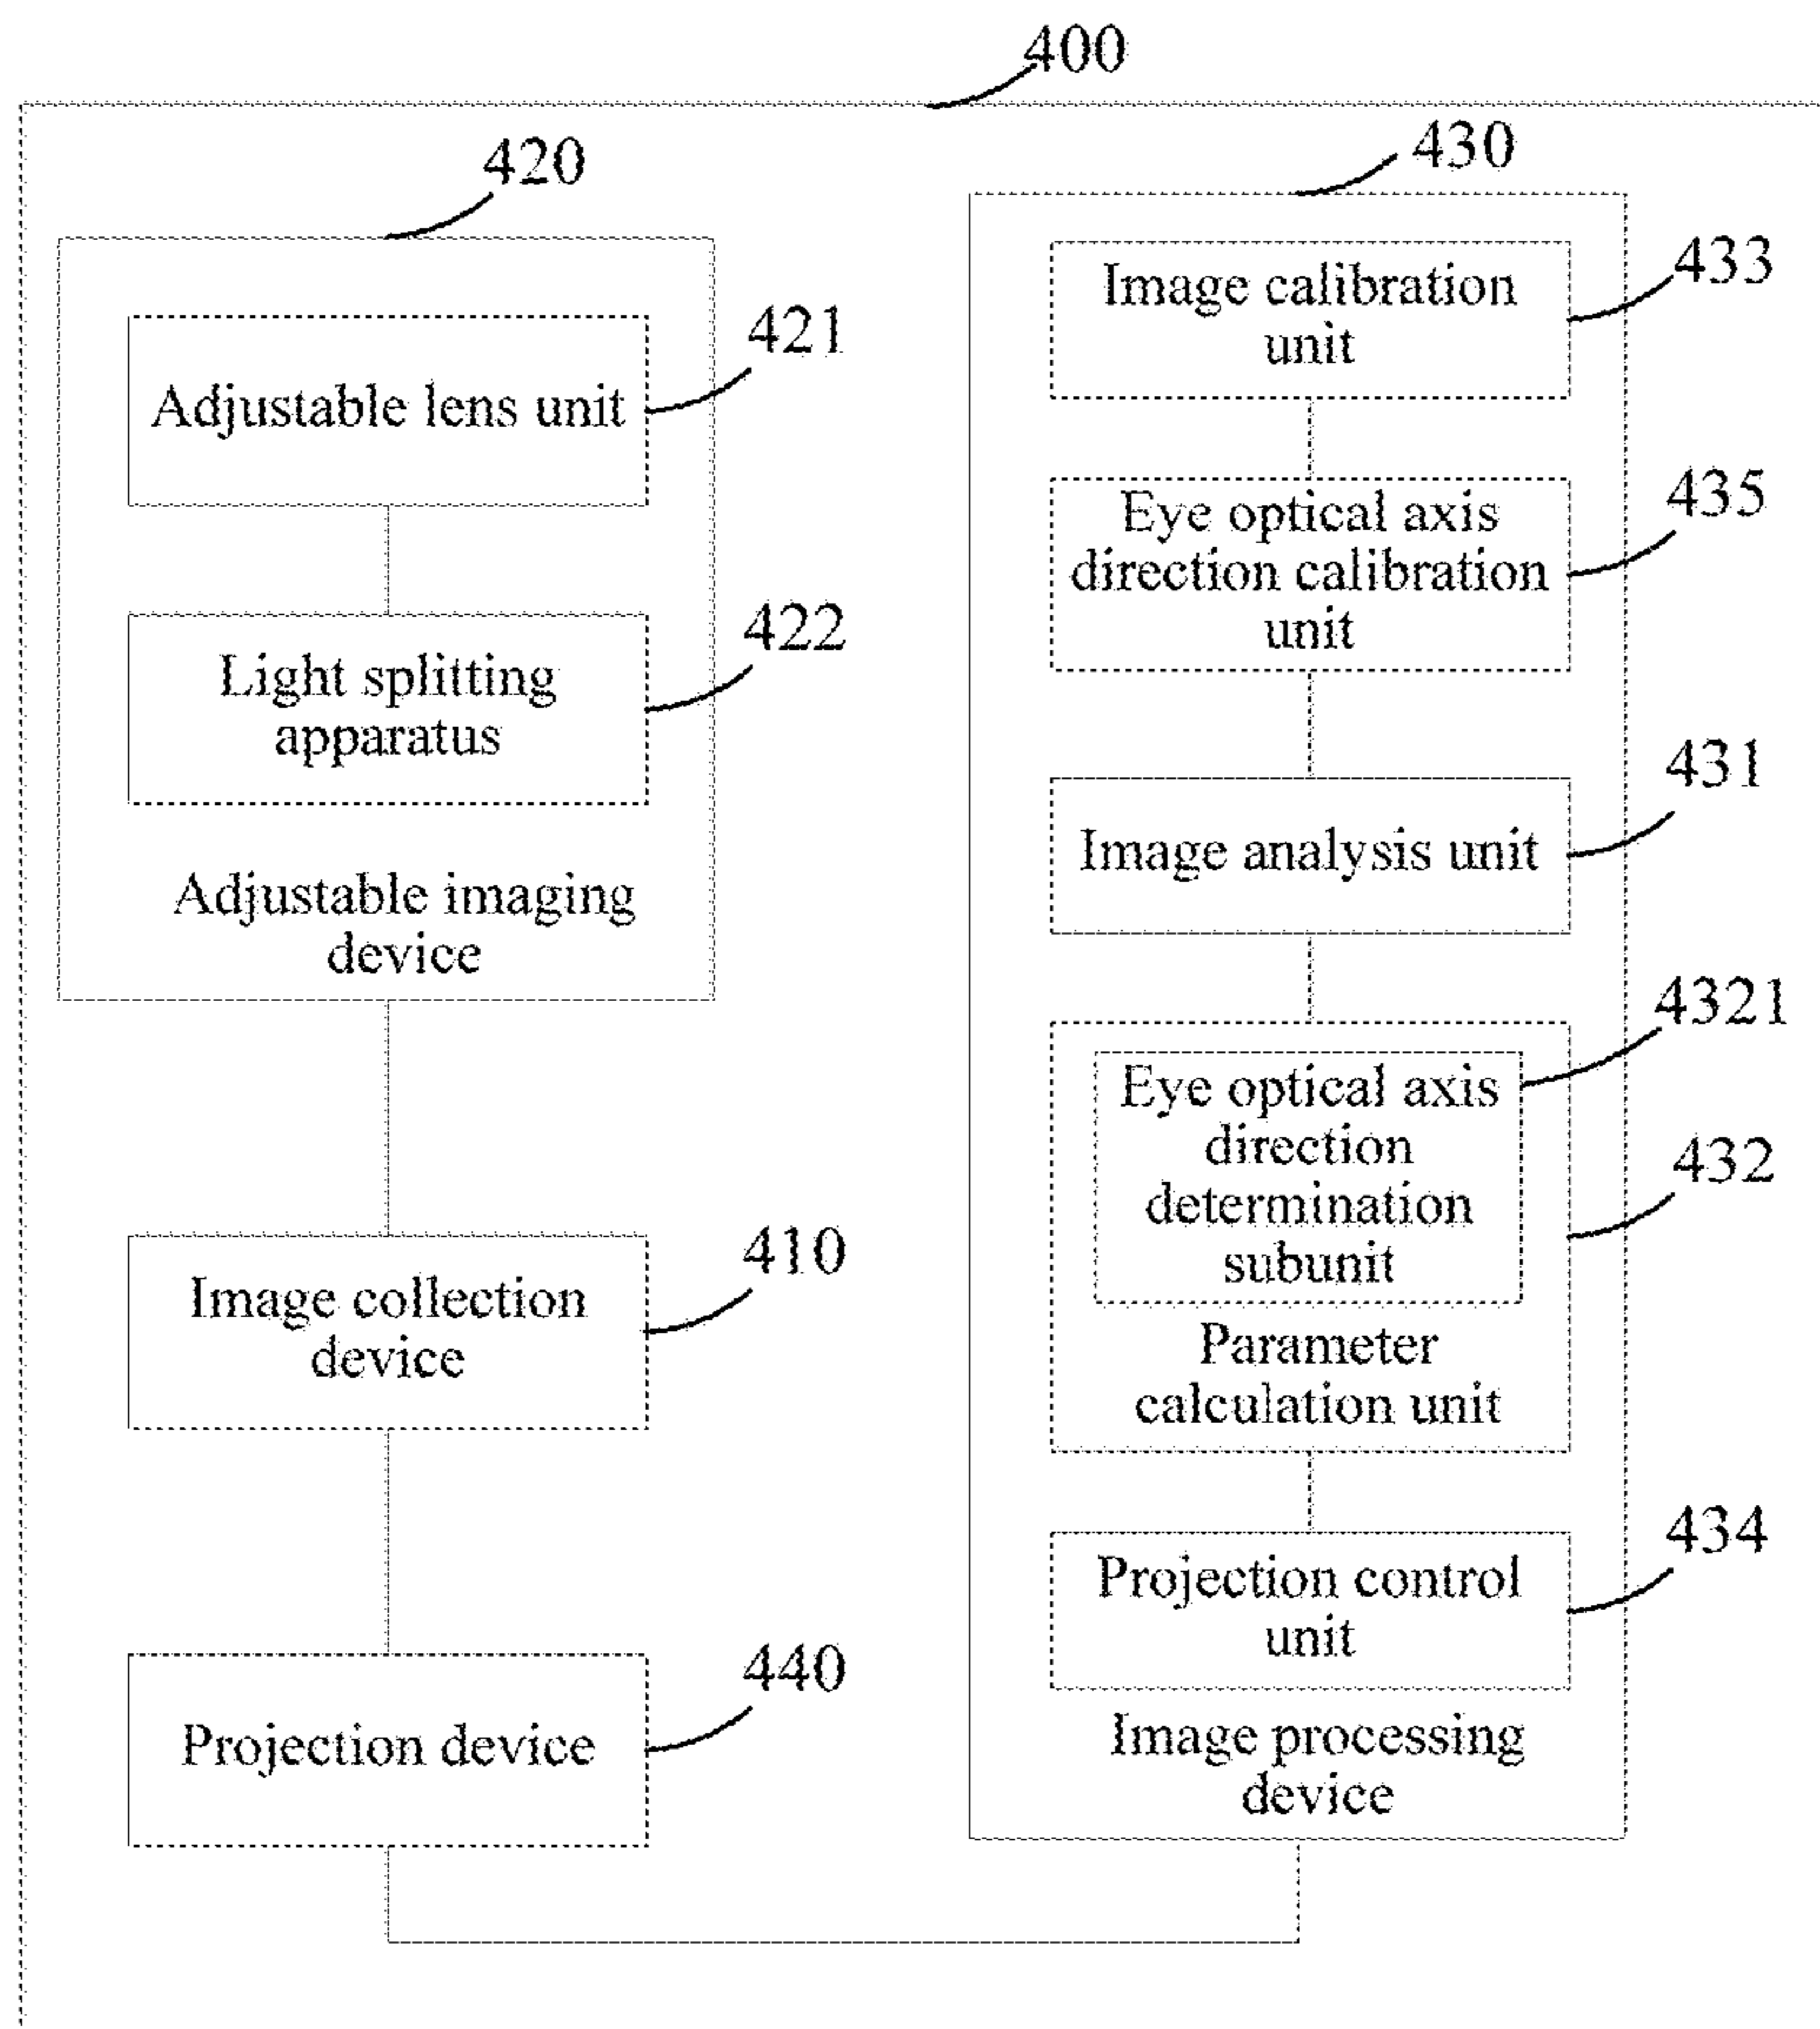 400
420
421
Adjustable lens unit
422
Light splitting
apparatus
Adjustable imaging
device
410
Image collection
device
440
Projection device
430
433
Image calibration
unit
435
Eye optical axis
direction calibration
unit
431
Image analysis unit
4321
Eye optical axis
direction
determination
subunit
432
Parameter
calculation unit
434
Projection control
unit
Image processing
device